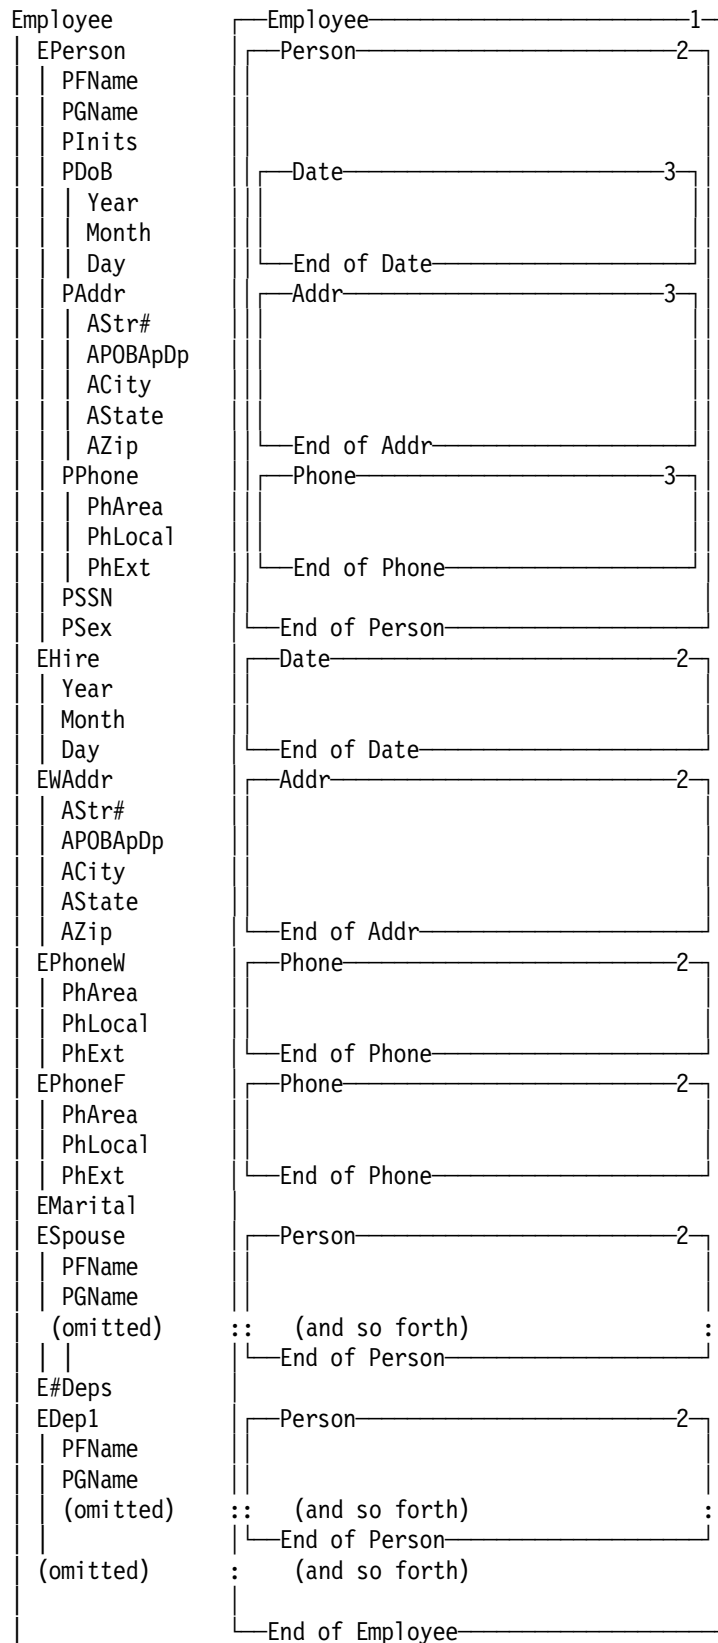 Employee Employee 1
EPerson Person 2
PFName
PGName
PInits
PDoB Date 3
Year
Month
Day End of Date
PAddr Addr 3
AStr#
APOBApDp
ACity
AState
AZip End of Addr
PPhone Phone 3
PhArea
PhLocal
PhExt End of Phone
PSSN
PSex End of Person
EHire Date 2
Year
Month
Day End of Date
EWAddr Addr 2
AStr#
APOBApDp
ACity
AState
AZip End of Addr
EPhoneW Phone 2
PhArea
PhLocal
PhExt End of Phone
EPhoneF Phone 2
PhArea
PhLocal
PhExt End of Phone
EMarital
ESpouse Person 2
PFName
PGName
(omitted) :: (and so forth) :
End of Person
E#Deps
EDep1 Person 2
PFName
PGName
(omitted) :: (and so forth) :
End of Person
(omitted) : (and so forth)
End of Employee